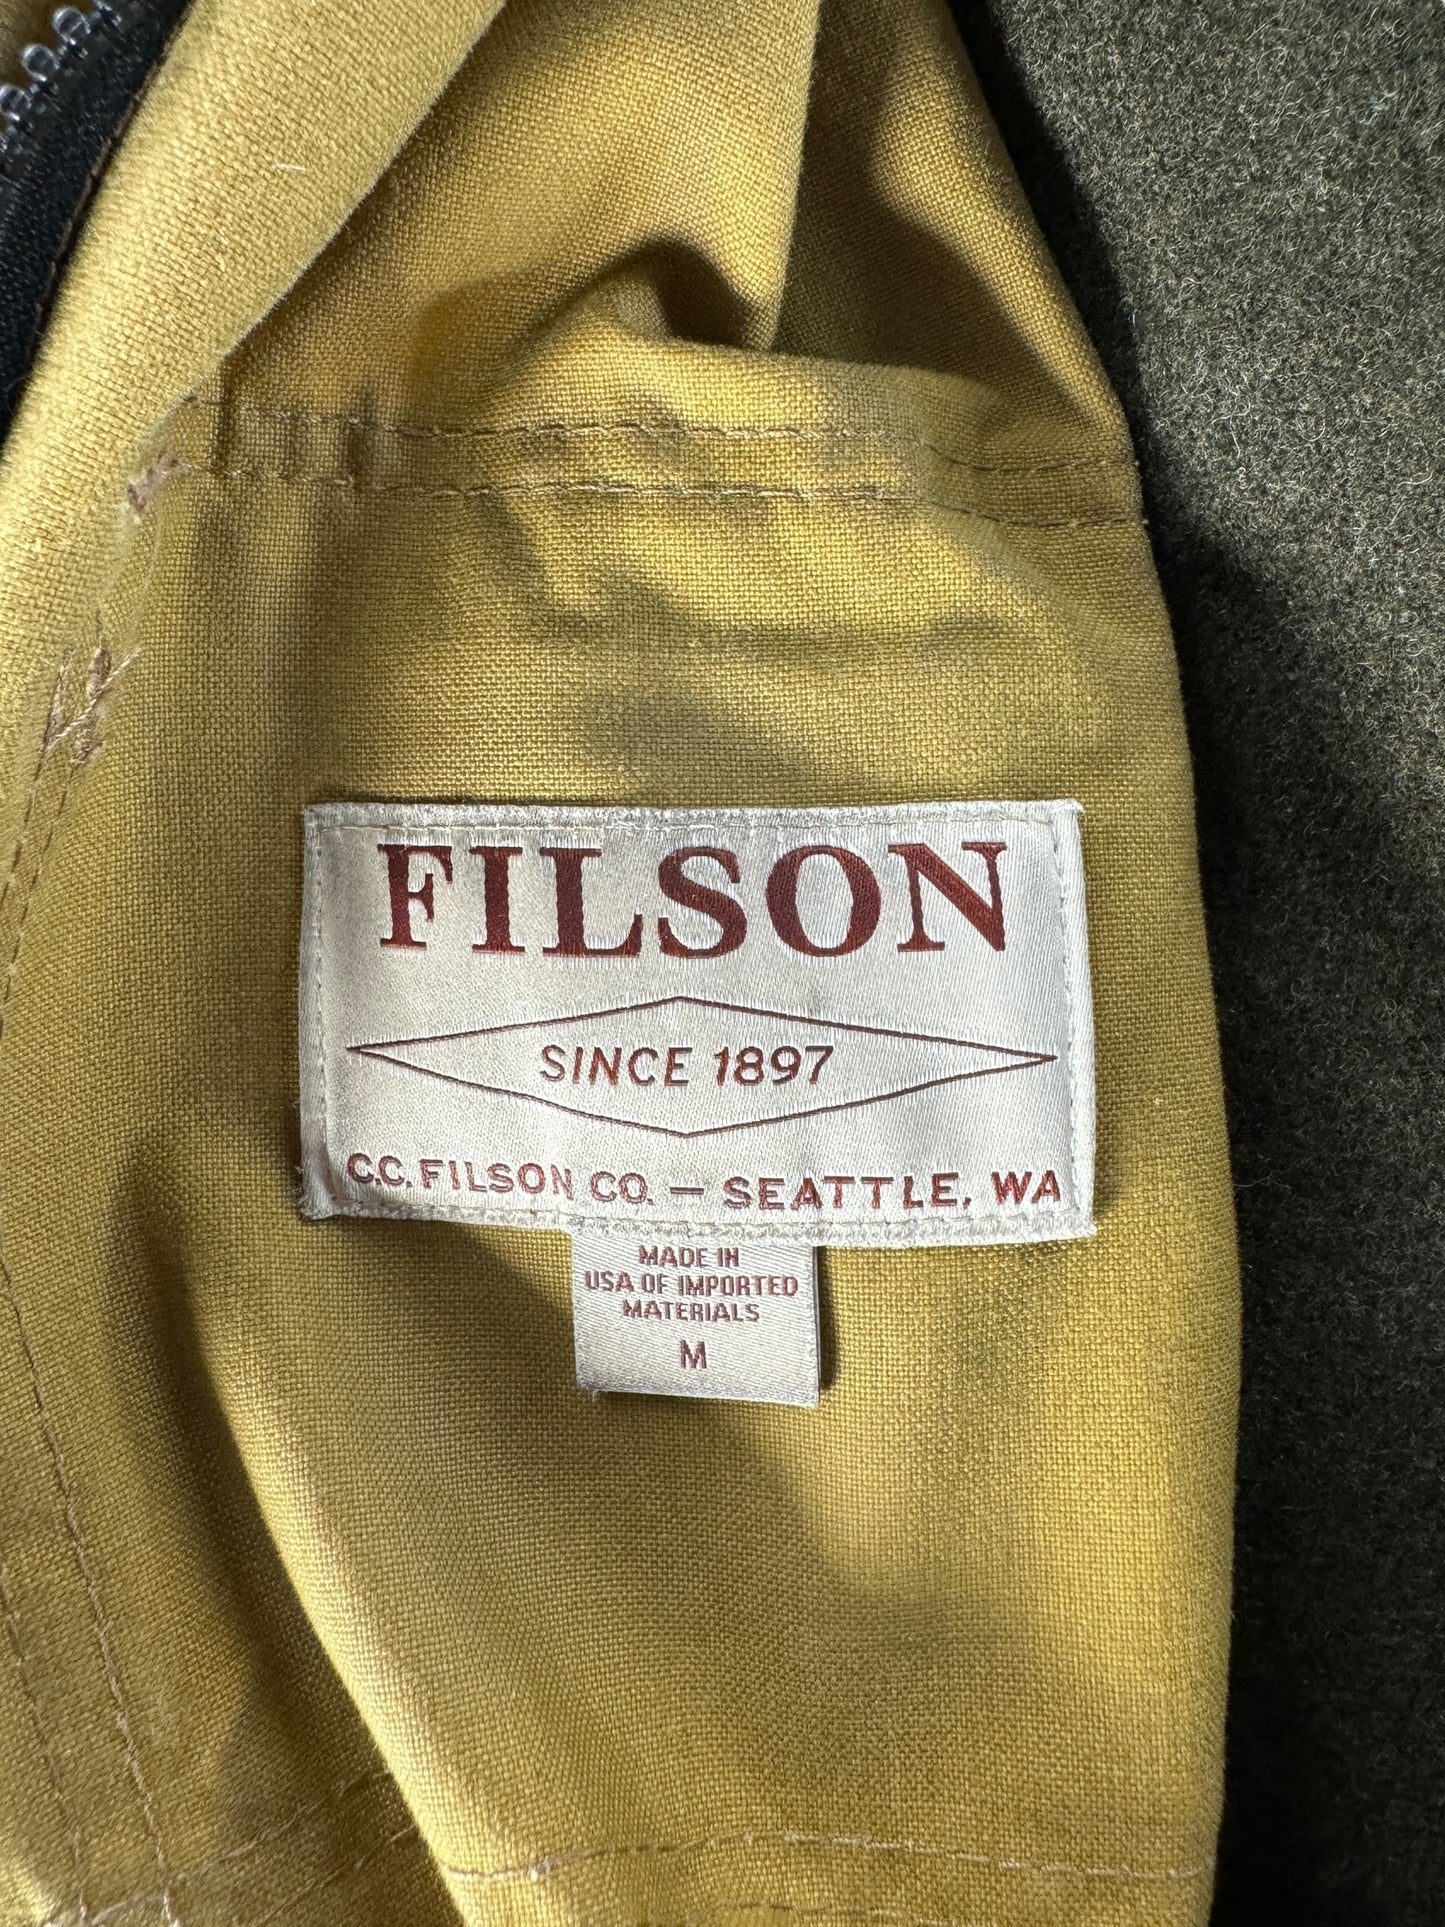 FILSON
SINCE 1897
C.C. FILSON CO. — SEATTLE, WA
MADE IN
USA OF IMPORTED
MATERIALS
M